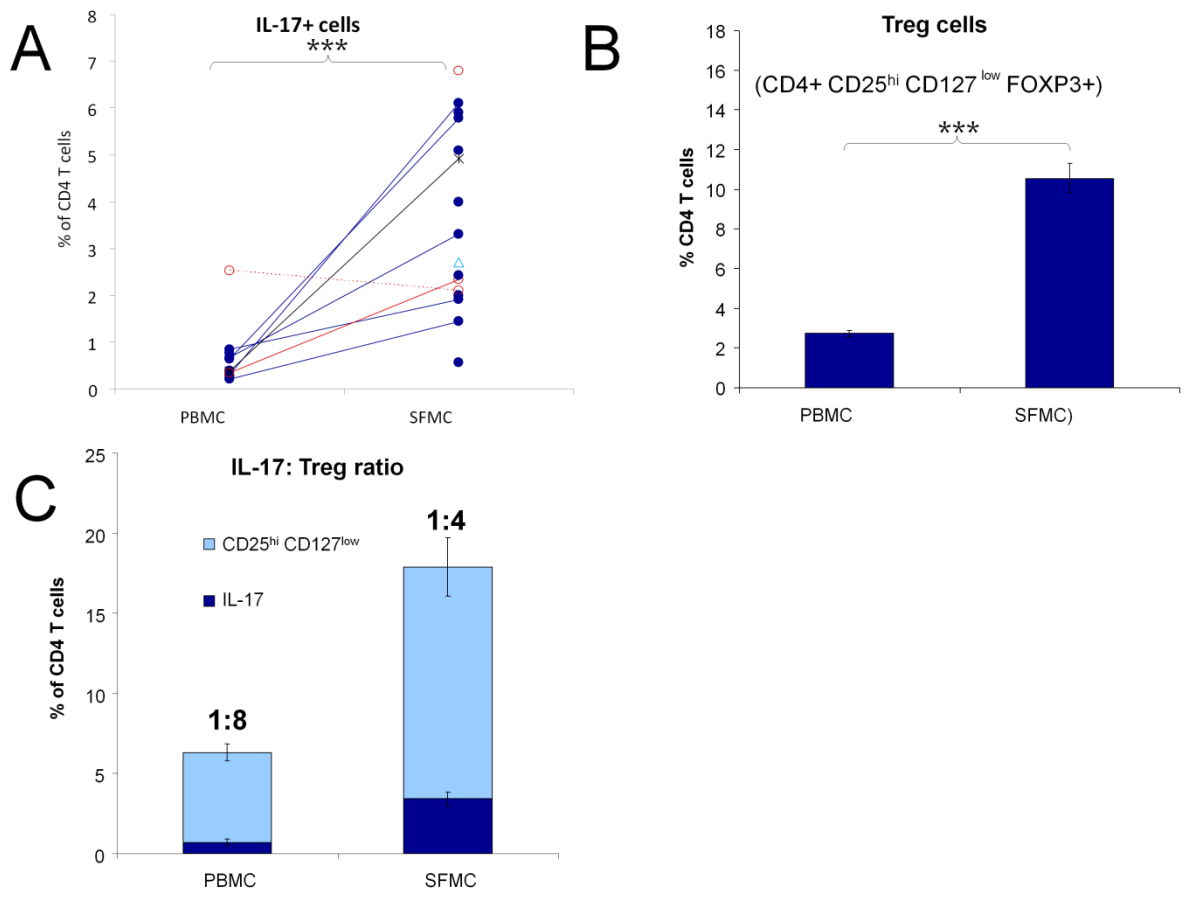 A
IL-17+ cells
***
% of CD4 T cells
8
7
6
5
4
3
2
1
0
PBMC
SFMC
B
Treg cells
(CD4+ CD25hi CD127 low FOXP3+)
***
% CD4 T cells
18
16
14
12
10
8
6
4
2
0
PBMC
SFMC)
C
IL-17: Treg ratio
1:4
CD25hi CD127low
IL-17
1:8
% of CD4 T cells
25
20
15
10
5
0
PBMC
SFMC